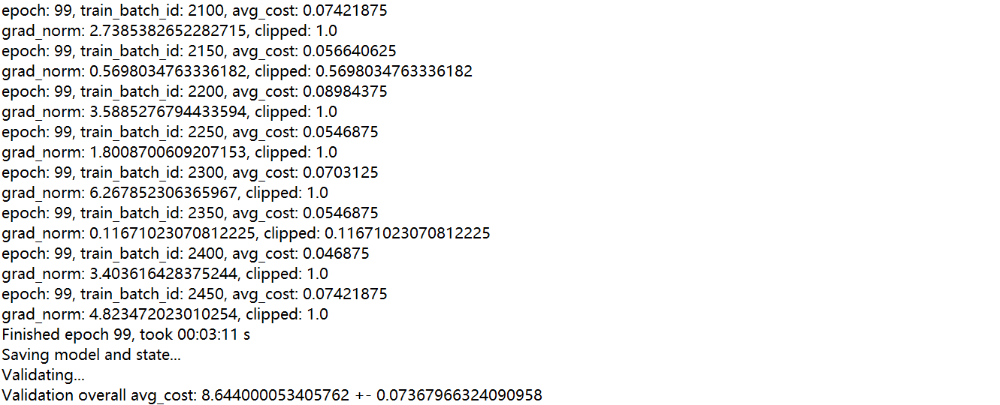 epoch: 99, train_batch_id: 2100, avg_cost: 0.07421875
grad_norm: 2.7385382652282715, clipped: 1.0
epoch: 99, train_batch_id: 2150, avg_cost: 0.056640625
grad_norm: 0.5698034763336182, clipped: 0.5698034763336182
epoch: 99, train_batch_id: 2200, avg_cost: 0.08984375
grad_norm: 3.5885276794433594, clipped: 1.0
epoch: 99, train_batch_id: 2250, avg_cost: 0.0546875
grad_norm: 1.8008700609207153, clipped: 1.0
epoch: 99, train_batch_id: 2300, avg_cost: 0.0703125
grad_norm: 6.267852306365967, clipped: 1.0
epoch: 99, train_batch_id: 2350, avg_cost: 0.0546875
grad_norm: 0.11671023070812225, clipped: 0.11671023070812225
epoch: 99, train_batch_id: 2400, avg_cost: 0.046875
grad_norm: 3.403616428375244, clipped: 1.0
epoch: 99, train_batch_id: 2450, avg_cost: 0.07421875
grad_norm: 4.823472023010254, clipped: 1.0
Finished epoch 99, took 00:03:11 s
Saving model and state...
Validating...
Validation overall avg_cost: 8.644000053405762 +- 0.07367966324090958